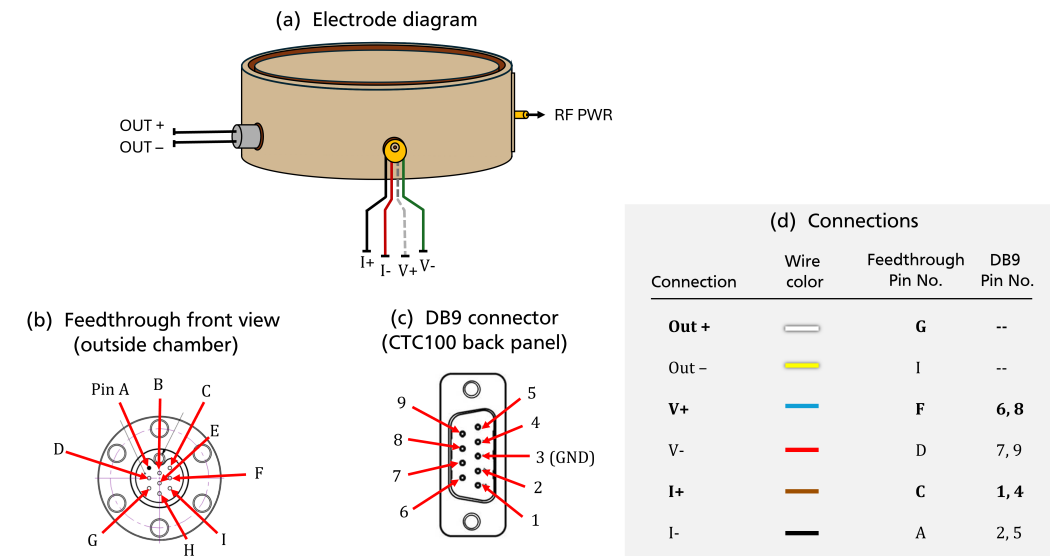 (a) Electrode diagram
OUT +
OUT –
RF PWR
I+ I- V+ V-
(b) Feedthrough front view
(outside chamber)
Pin A
B
C
D
E
F
G
H
I
(c) DB9 connector
(CTC100 back panel)
9
8
7
6
5
4
3 (GND)
2
1
(d) Connections
Connection Wire color Feedthrough Pin No. DB9 Pin No.
Out + G --
Out – I --
V+ F 6, 8
V- D 7, 9
I+ C 1, 4
I- A 2, 5